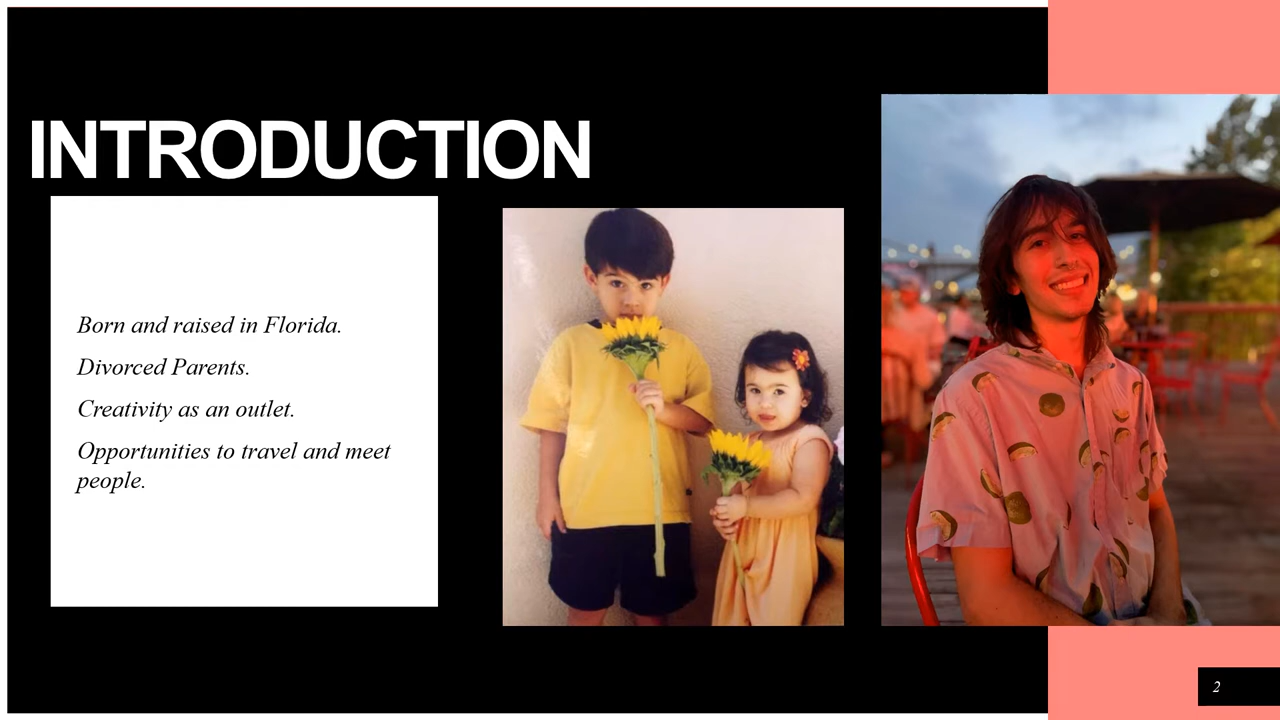 INTRODUCTION
Born and raised in Florida.
Divorced Parents.
Creativity as an outlet.
Opportunities to travel and meet
people.
2